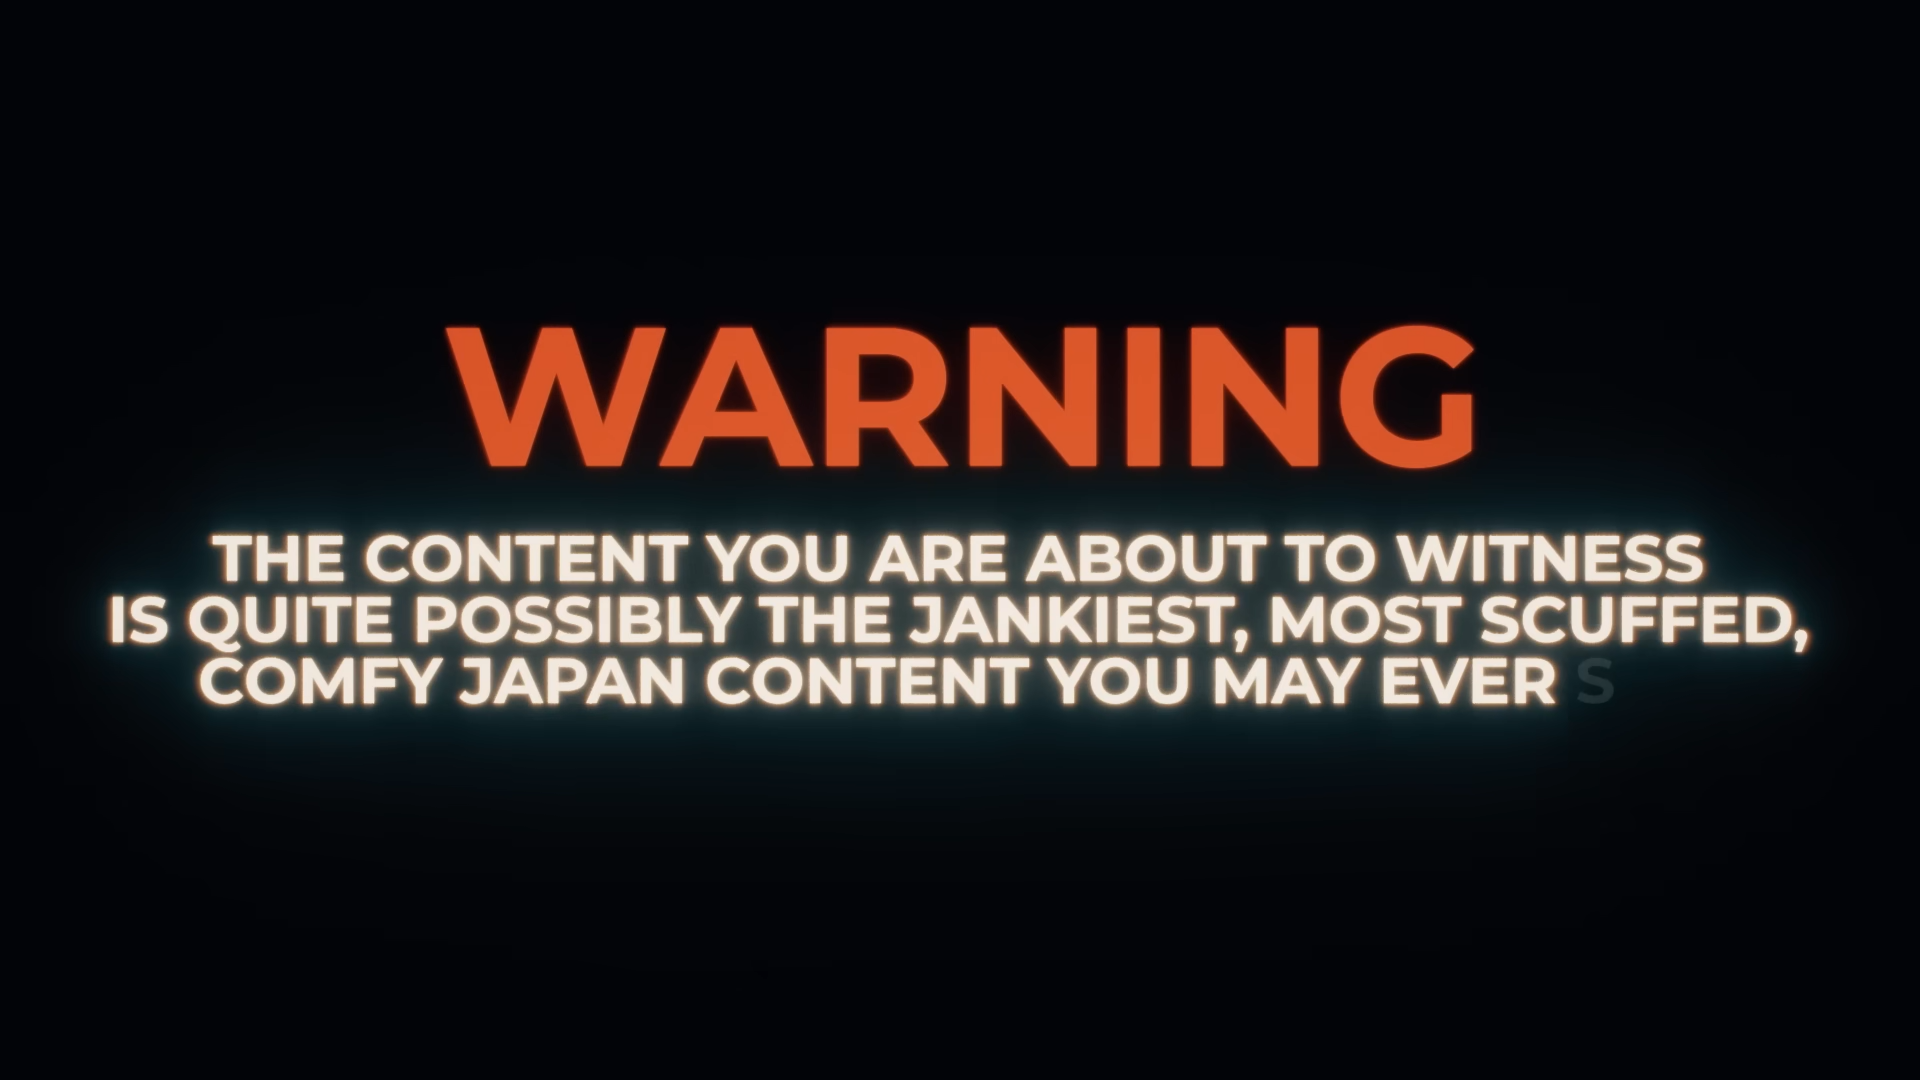 WARNING
THE CONTENT YOU ARE ABOUT TO WITNESS
IS QUITE POSSIBLY THE JANKIEST, MOST SCUFFED,
COMFY JAPAN CONTENT YOU MAY EVER S